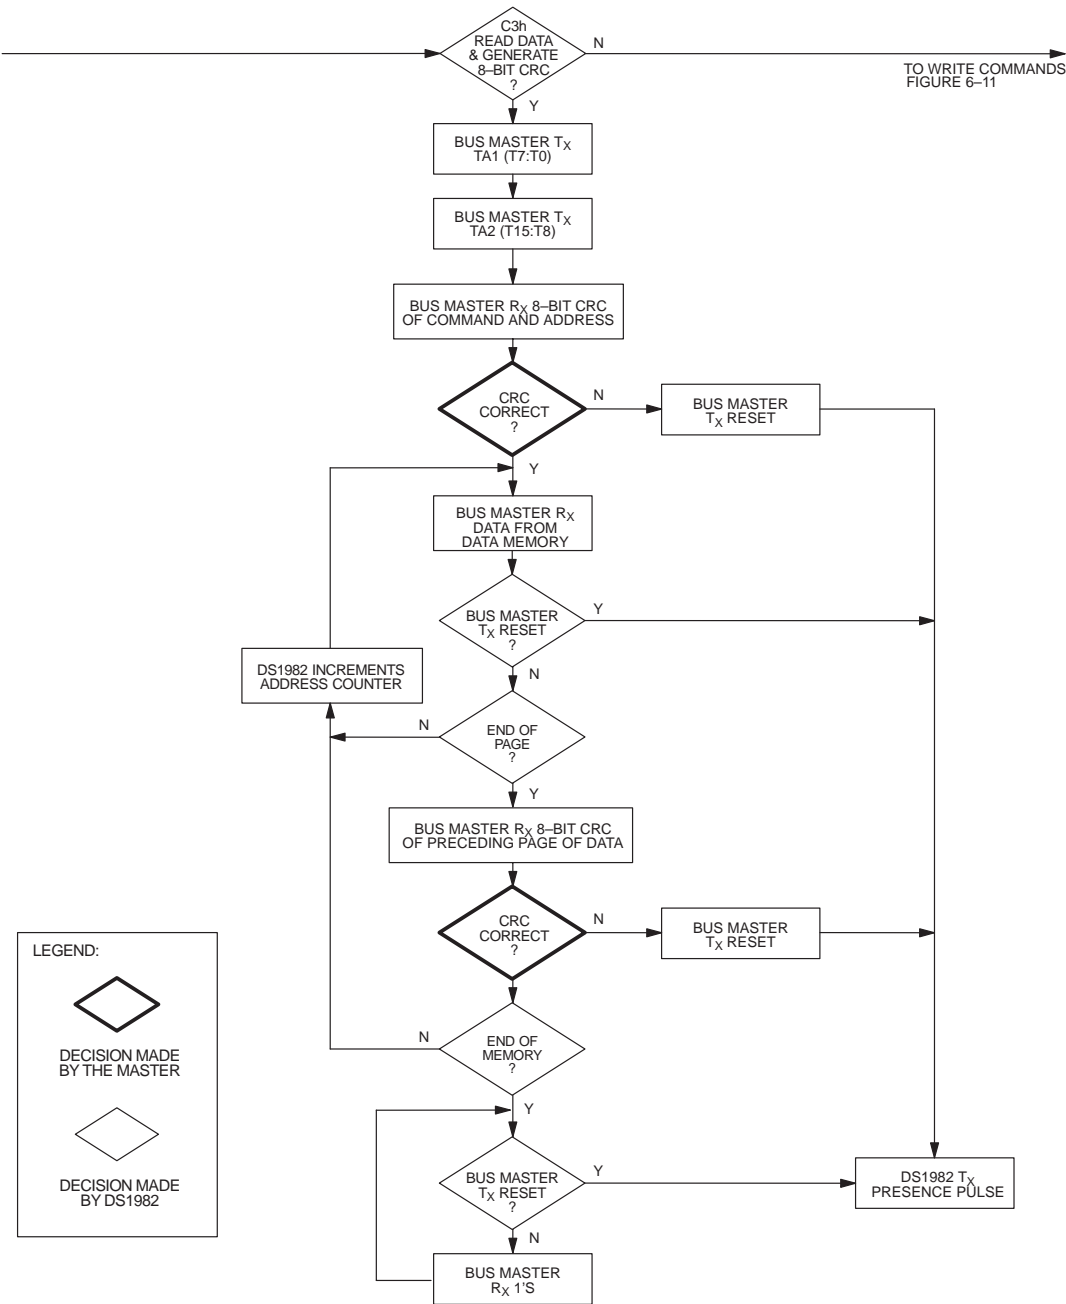 C3h
READ DATA
& GENERATE
8–BIT CRC
?
N
TO WRITE COMMANDS
FIGURE 6–11
Y
BUS MASTER TX
TA1 (T7:T0)
BUS MASTER TX
TA2 (T15:T8)
BUS MASTER RX 8–BIT CRC
OF COMMAND AND ADDRESS
CRC
CORRECT
?
N
BUS MASTER
TX RESET
Y
BUS MASTER RX
DATA FROM
DATA MEMORY
BUS MASTER
TX RESET
?
Y
N
DS1982 INCREMENTS
ADDRESS COUNTER
END OF
PAGE
?
N
Y
BUS MASTER RX 8–BIT CRC
OF PRECEDING PAGE OF DATA
CRC
CORRECT
?
N
BUS MASTER
TX RESET
LEGEND:
DECISION MADE
BY THE MASTER
DECISION MADE
BY DS1982
END OF
MEMORY
?
N
Y
BUS MASTER
TX RESET
?
Y
DS1982 TX
PRESENCE PULSE
N
BUS MASTER
RX 1'S